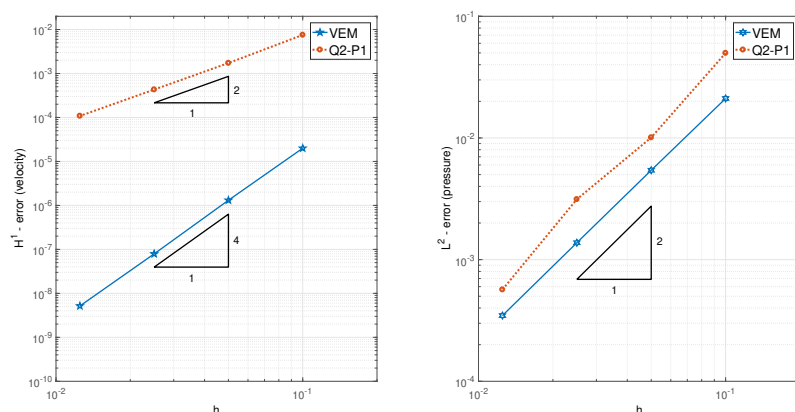 10^-2
10^-3
10^-4
10^-5
10^-6
10^-7
10^-8
10^-9
10^-10
H^1 - error (velocity)
VEM
Q2-P1
2
1
4
1
10^-2
10^-1
h
10^-1
10^-2
10^-3
10^-4
L^2 - error (pressure)
VEM
Q2-P1
2
1
10^-2
10^-1
h